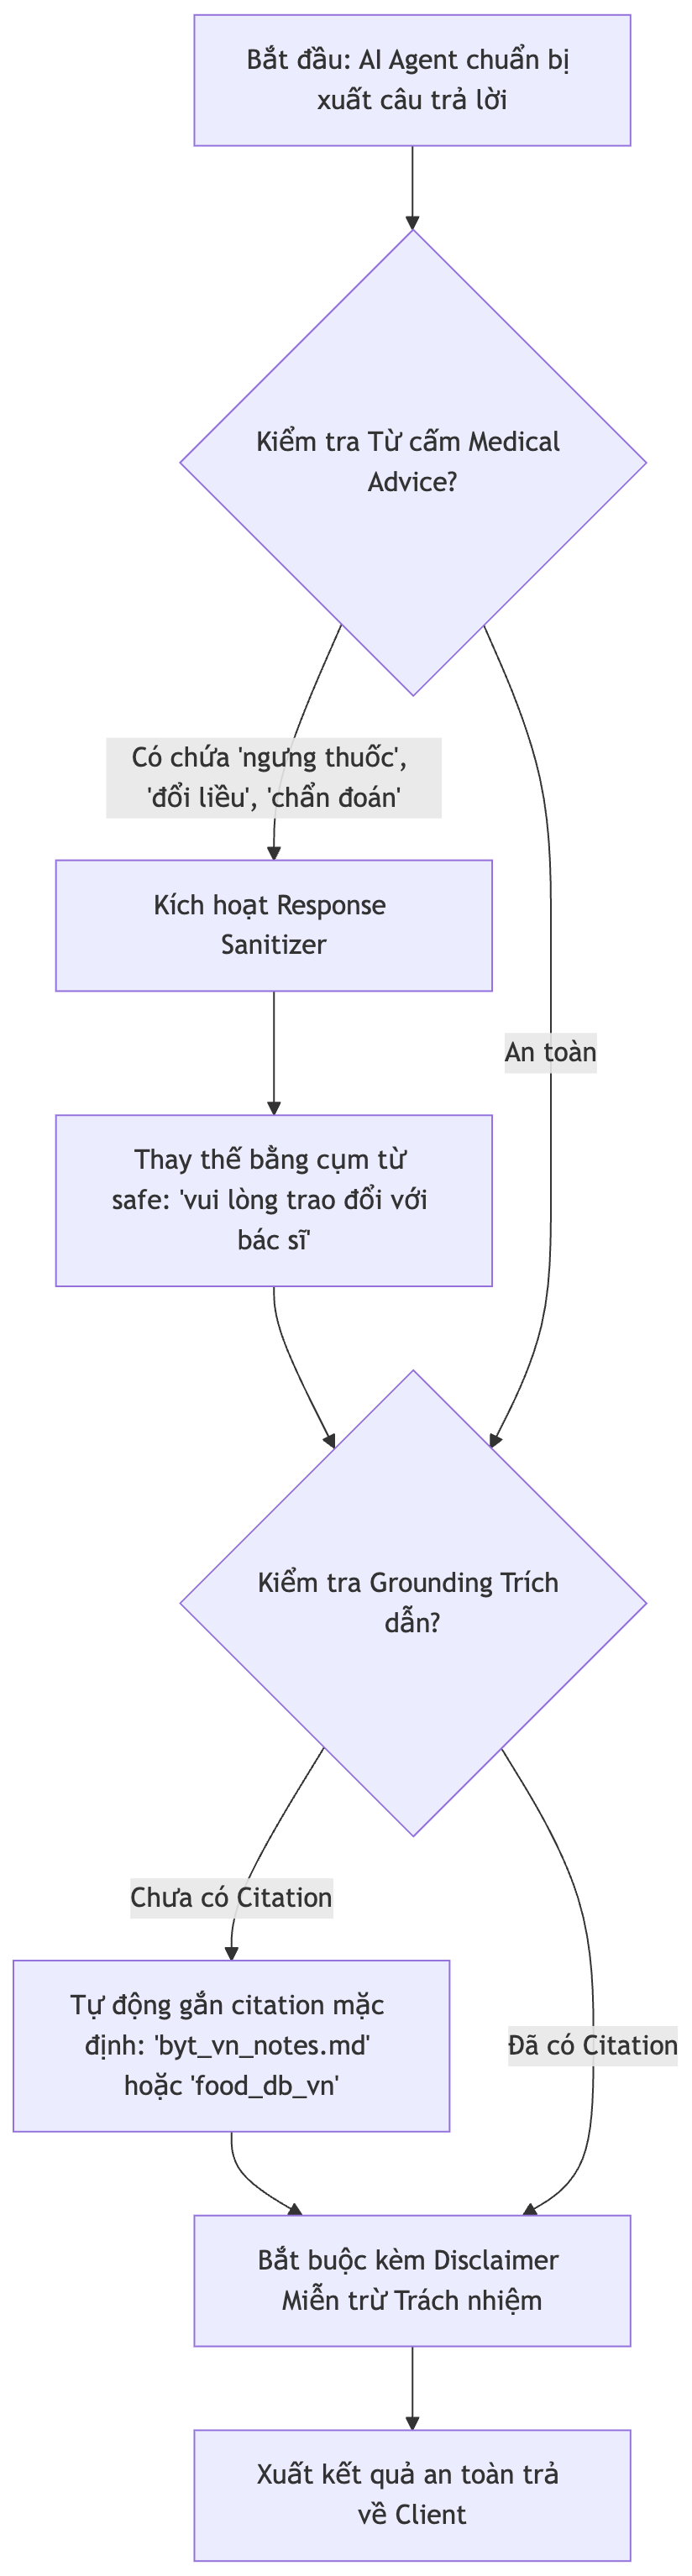 Bắt đầu: AI Agent chuẩn bị
xuất câu trả lời
Kiểm tra Từ cấm Medical
Advice?
Có chứa 'ngưng thuốc',
'đổi liều', 'chẩn đoán'
Kích hoạt Response
Sanitizer
An toàn
Thay thế bằng cụm từ
safe: 'vui lòng trao đổi với
bác sĩ'
Kiểm tra Grounding Trích
dẫn?
Chưa có Citation
Tự động gắn citation mặc
định: 'byt_vn_notes.md'
hoặc 'food_db_vn'
Đã có Citation
Bắt buộc kèm Disclaimer
Miễn trừ Trách nhiệm
Xuất kết quả an toàn trả
về Client